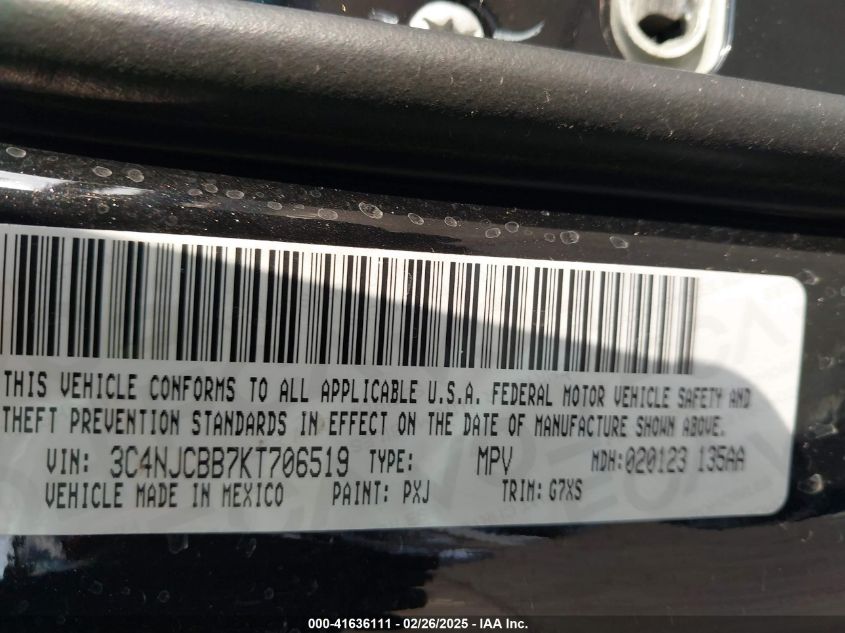 THIS VEHICLE CONFORMS TO ALL APPLICABLE U.S.A. FEDERAL MOTOR VEHICLE SAFETY AND
THEFT PREVENTION STANDARDS IN EFFECT ON THE DATE OF MANUFACTURE SHOWN ABOVE.
VIN: 3C4NJCBB7KT706519 TYPE: MPV MDH:020123 135AA
VEHICLE MADE IN MEXICO PAINT: PXJ TRIM: G7XS
000-41636111 - 02/26/2025 - IAA Inc.